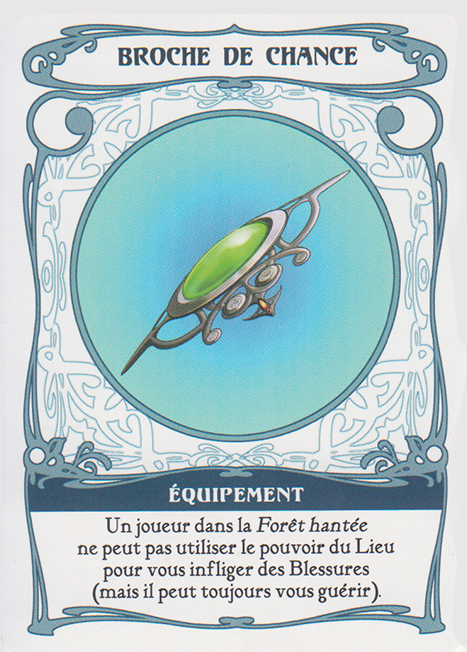 BROCHE DE CHANCE
ÉQUIPEMENT
Un joueur dans la Forêt hantée
ne peut pas utiliser le pouvoir du Lieu
pour vous infliger des Blessures
(mais il peut toujours vous guérir).